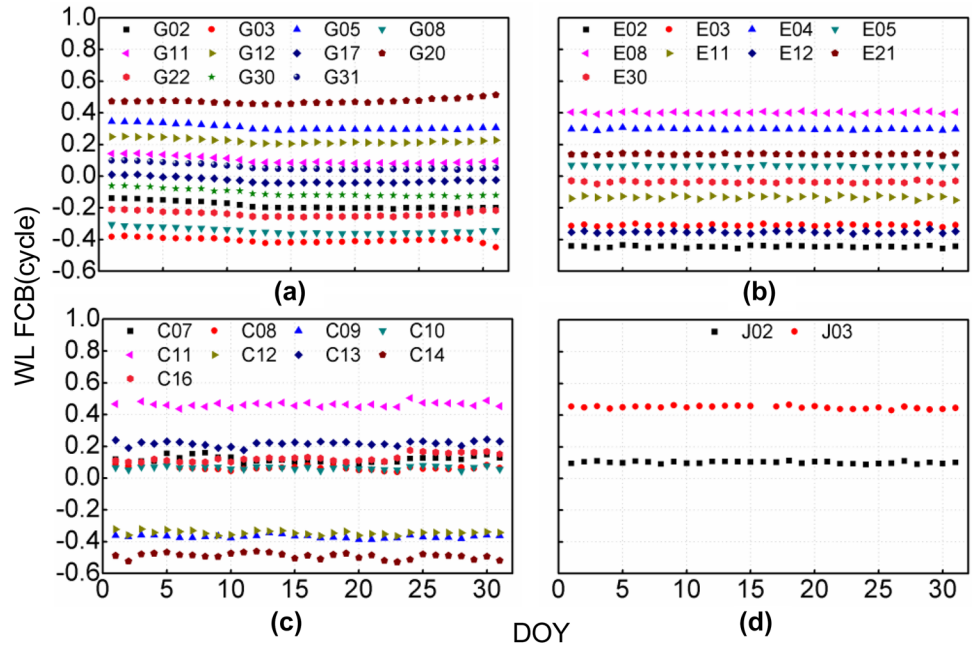 WL FCB(cycle)
1.0
0.8
0.6
0.4
0.2
0.0
-0.2
-0.4
-0.6
G02 G03 G05 G08
G11 G12 G17 G20
G22 G30 G31
(a)
E02 E03 E04 E05
E08 E11 E12 E21
E30
(b)
1.0
0.8
0.6
0.4
0.2
0.0
-0.2
-0.4
-0.6
C07 C08 C09 C10
C11 C12 C13 C14
C16
0 5 10 15 20 25 30
(c)
J02 J03
0 5 10 15 20 25 30
(d)
DOY